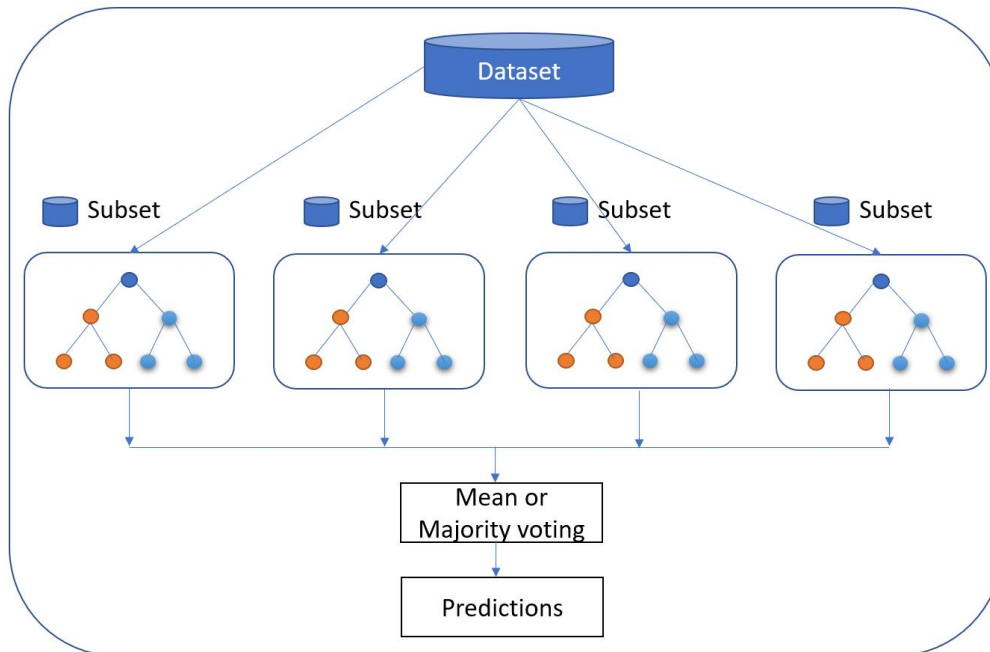 Dataset
Subset
Subset
Subset
Subset
Mean or
Majority voting
Predictions